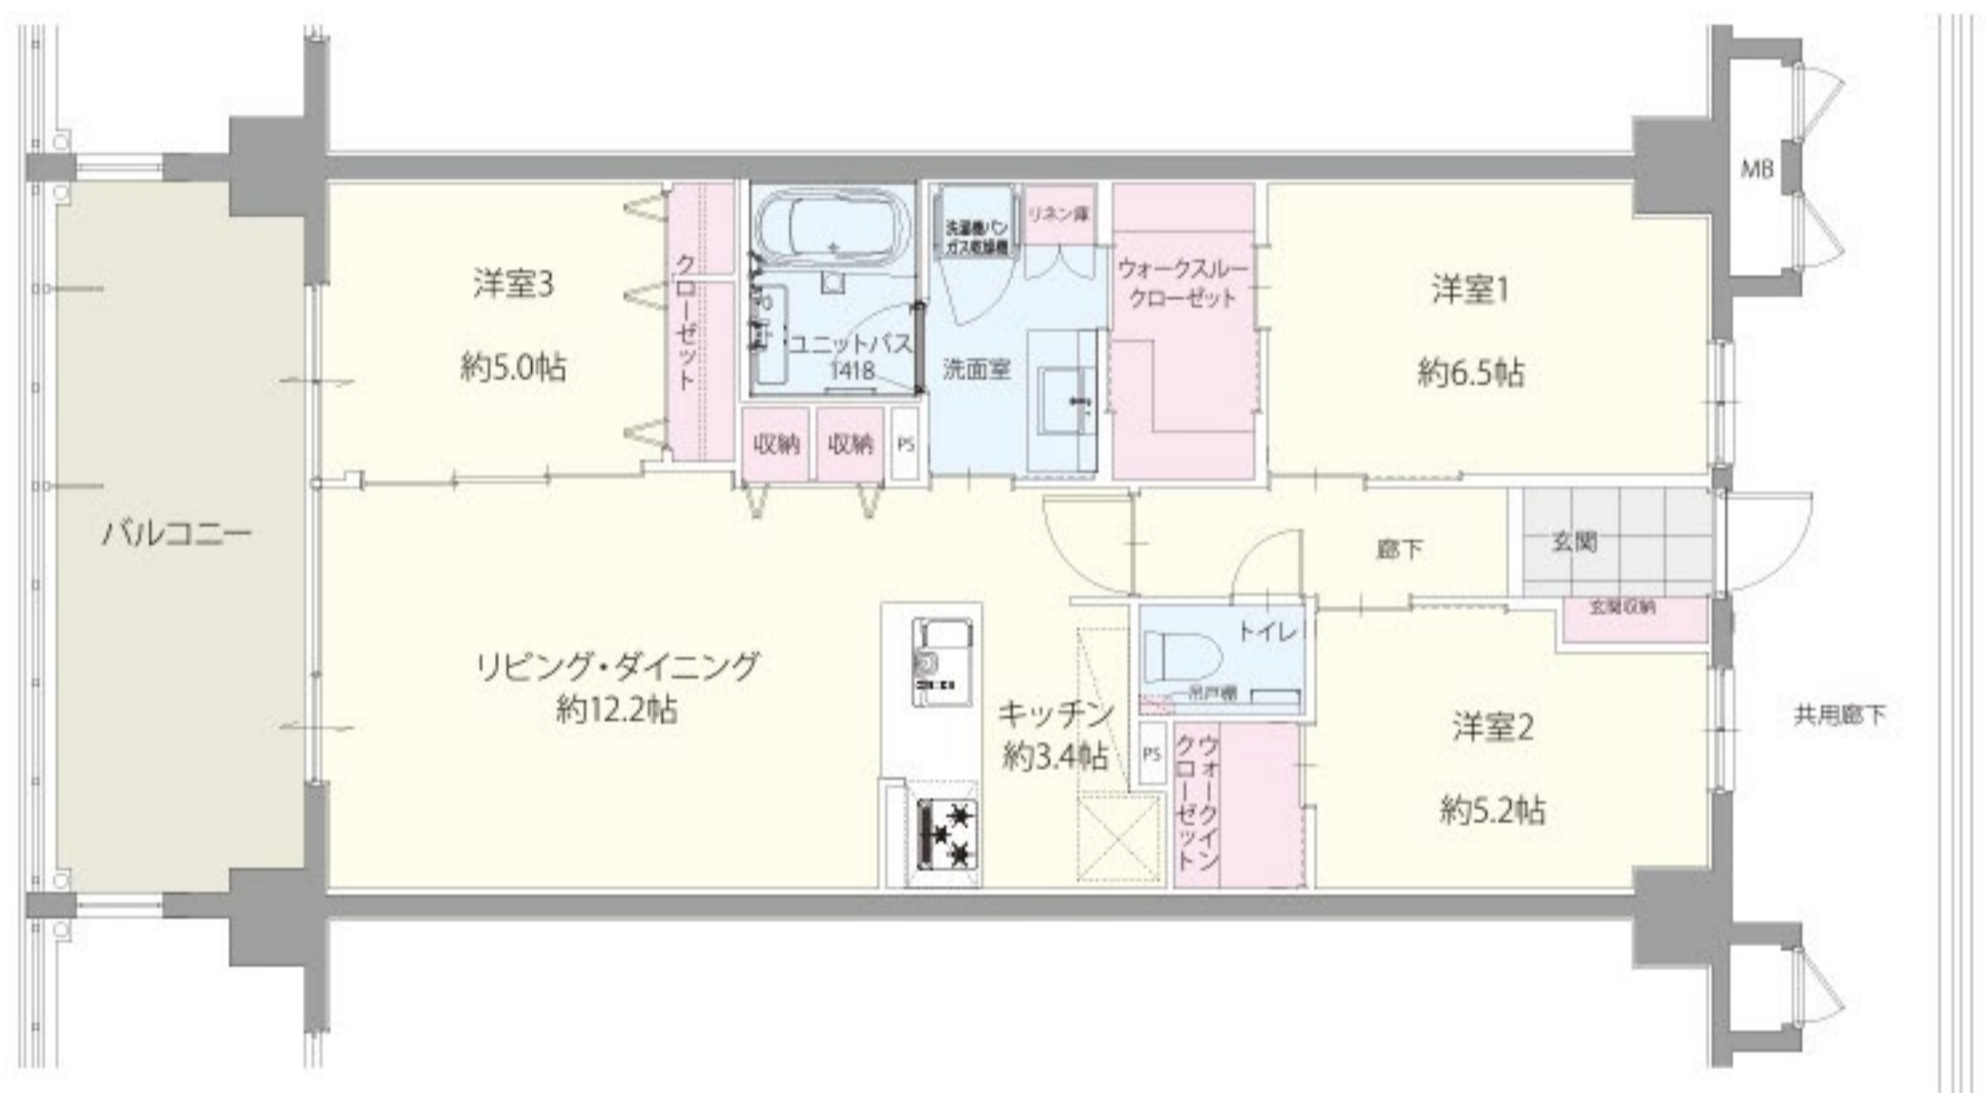 MB
洋室3
約5.0帖
クローゼット
ユニットバス
1418
洗濯機パン
ガス乾燥機
リネン庫
洗面室
ウォークスルー
クローゼット
洋室1
約6.5帖
収納
収納
PS
バルコニー
廊下
玄関
玄関収納
リビング・ダイニング
約12.2帖
キッチン
約3.4帖
トイレ
吊戸棚
PS
ウォークイン
クローゼット
洋室2
約5.2帖
共用廊下